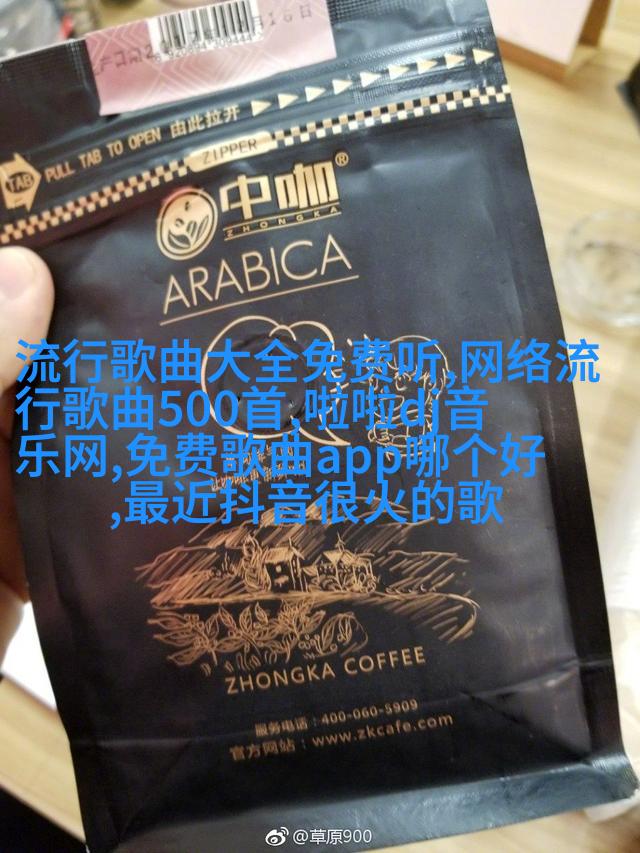 PULL TAB TO OPEN 由此拉开
TAB
ZIPPER
中咖®
ZHONGKA
ARABICA
流行歌曲大全免费听,网络流
行歌曲500首,啦啦dj音
乐网,免费歌曲app哪个好
,最近抖音很火的歌
ZHONGKA COFFEE
服务电话:400-060-5909
官方网站:www.zkcafe.com
@草原900